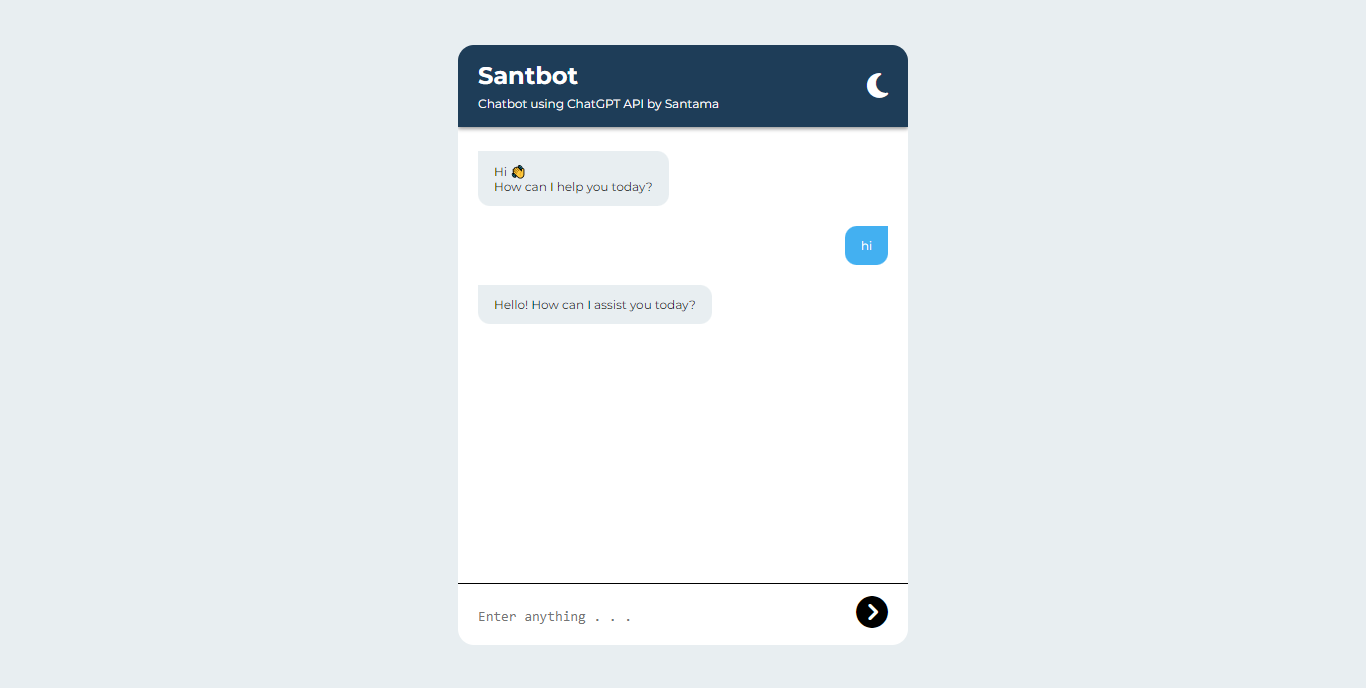 Santbot
Chatbot using ChatGPT API by Santama
Hi 👏
How can I help you today?
hi
Hello! How can I assist you today?
Enter anything . . .